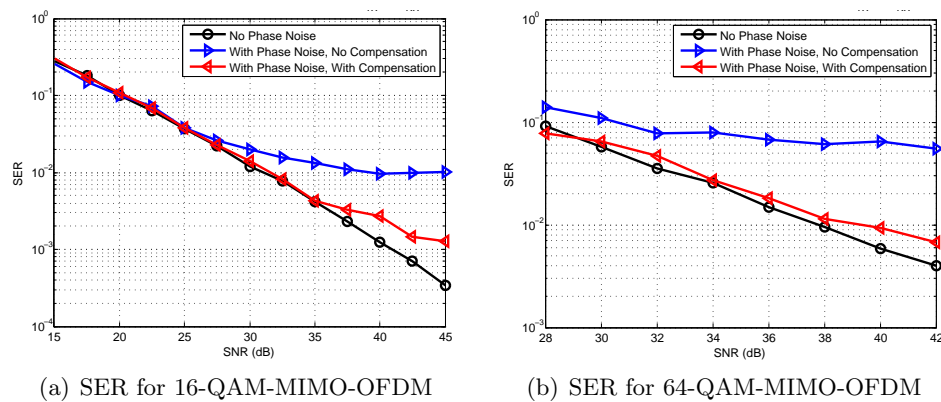 No Phase Noise
With Phase Noise, No Compensation
With Phase Noise, With Compensation
SER
10^0
10^-1
10^-2
10^-3
10^-4
15 20 25 30 35 40 45
SNR (dB)
(a) SER for 16-QAM-MIMO-OFDM
No Phase Noise
With Phase Noise, No Compensation
With Phase Noise, With Compensation
SER
10^0
10^-1
10^-2
10^-3
28 30 32 34 36 38 40 42
SNR (dB)
(b) SER for 64-QAM-MIMO-OFDM